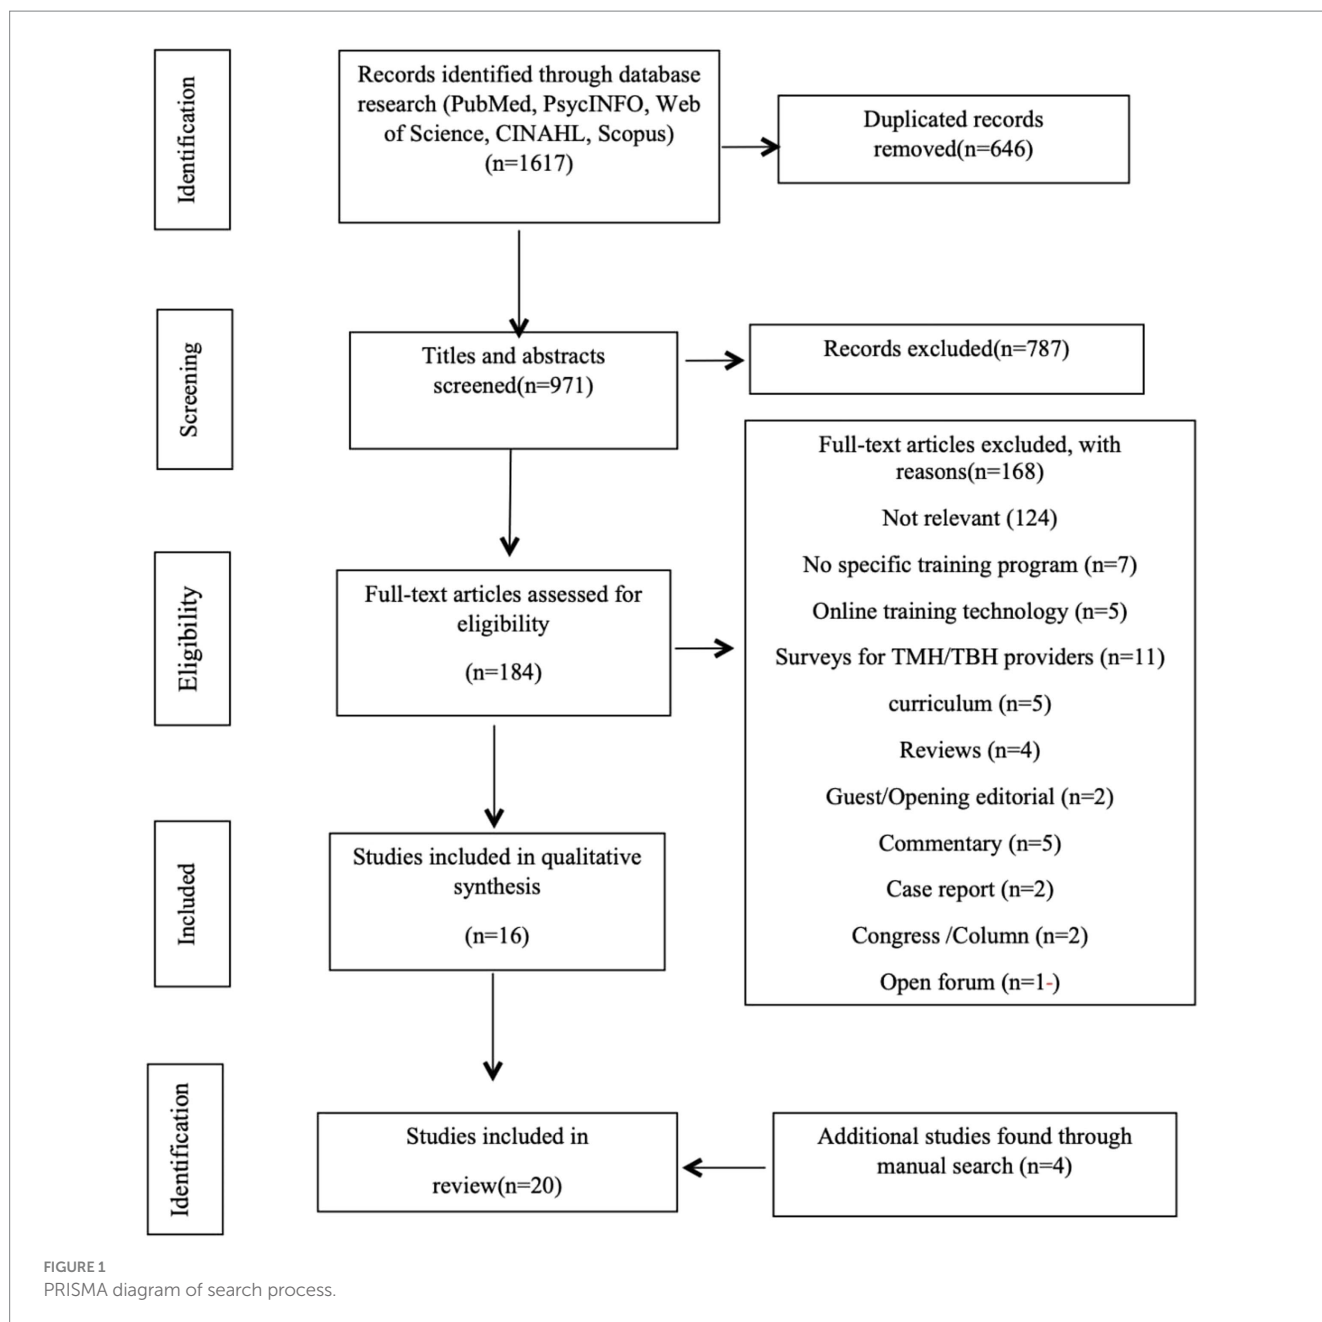 Identification
Records identified through database
research (PubMed, PsycINFO, Web
of Science, CINAHL, Scopus)
(n=1617)
Duplicated records
removed(n=646)
Screening
Titles and abstracts
screened(n=971)
Records excluded(n=787)
Full-text articles excluded, with
reasons(n=168)
Not relevant (124)
No specific training program (n=7)
Online training technology (n=5)
Surveys for TMH/TBH providers (n=11)
curriculum (n=5)
Reviews (n=4)
Guest/Opening editorial (n=2)
Commentary (n=5)
Case report (n=2)
Congress /Column (n=2)
Open forum (n=1-)
Eligibility
Full-text articles assessed for
eligibility
(n=184)
Included
Studies included in qualitative
synthesis
(n=16)
Identification
Studies included in
review(n=20)
Additional studies found through
manual search (n=4)
FIGURE 1
PRISMA diagram of search process.